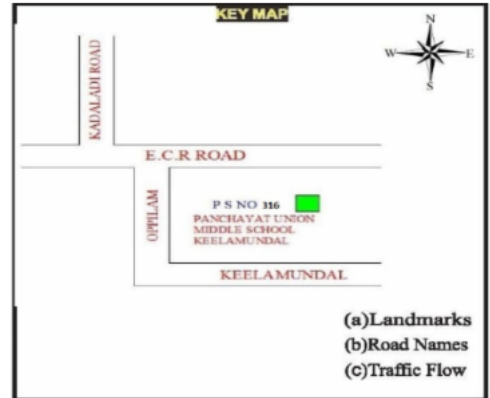 KEY MAP
N
W E
S
KADALADI ROAD
E.C.R ROAD
OPPILAM
P S NO 316
PANCHAYAT UNION
MIDDLE SCHOOL
KEELAMUNDAL
KEELAMUNDAL
(a)Landmarks
(b)Road Names
(c)Traffic Flow